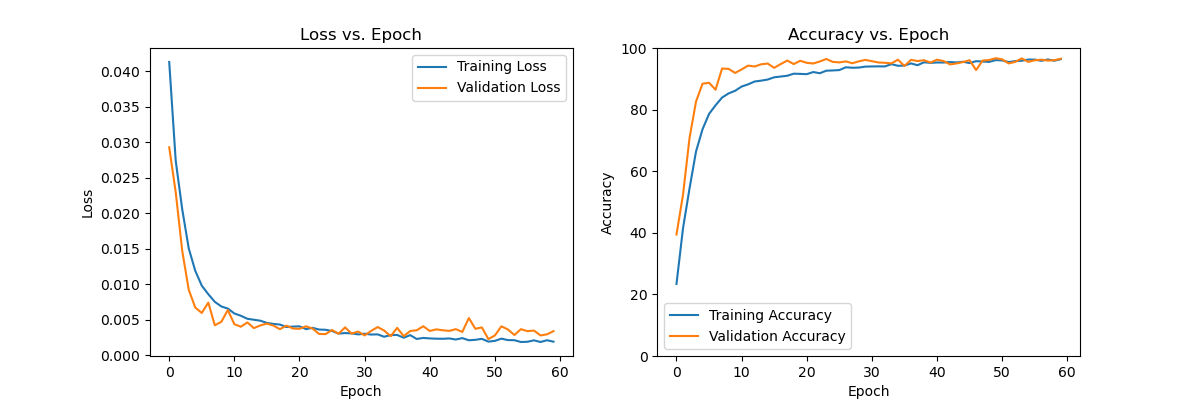 Loss vs. Epoch
Training Loss
Validation Loss
0.040
0.035
0.030
0.025
0.020
0.015
0.010
0.005
0.000
Loss
0 10 20 30 40 50 60
Epoch
Accuracy vs. Epoch
100
80
60
40
20
0
Accuracy
Training Accuracy
Validation Accuracy
0 10 20 30 40 50 60
Epoch